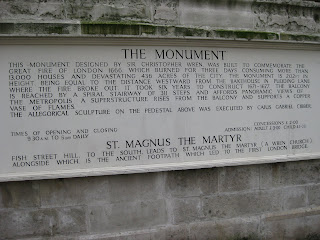 THE MONUMENT
THIS MONUMENT DESIGNED BY SIR CHRISTOPHER WREN WAS BUILT TO COMMEMORATE THE
GREAT FIRE OF LONDON 1666 WHICH BURNED FOR THREE DAYS CONSUMING MORE THAN
13,000 HOUSES AND DEVASTATING 436 ACRES OF THE CITY. THE MONUMENT IS 202FT. IN
HEIGHT BEING EQUAL TO THE DISTANCE WESTWARD FROM THE BAKEHOUSE IN PUDDING LANE
WHERE THE FIRE BROKE OUT. IT TOOK SIX YEARS TO CONSTRUCT 1671-1677. THE BALCONY
IS REACHED BY A SPIRAL STAIRWAY OF 311 STEPS AND AFFORDS PANORAMIC VIEWS OF
THE METROPOLIS. A SUPERSTRUCTURE RISES FROM THE BALCONY AND SUPPORTS A COPPER
VASE OF FLAMES
THE ALLEGORICAL SCULPTURE ON THE PEDESTAL ABOVE WAS EXECUTED BY CAIUS GABRIEL CIBBER.
TIMES OF OPENING AND CLOSING
9.30 A.M. TO DAILY
CONCESSIONS
ADMISSION
ST. MAGNUS THE MARTYR
FISH STREET HILL, TO THE SOUTH, LEADS TO ST. MAGNUS THE MARTYR (A WREN CHURCH)
ALONGSIDE WHICH, IS THE ANCIENT FOOTPATH WHICH LED TO THE FIRST LONDON BRIDGE.